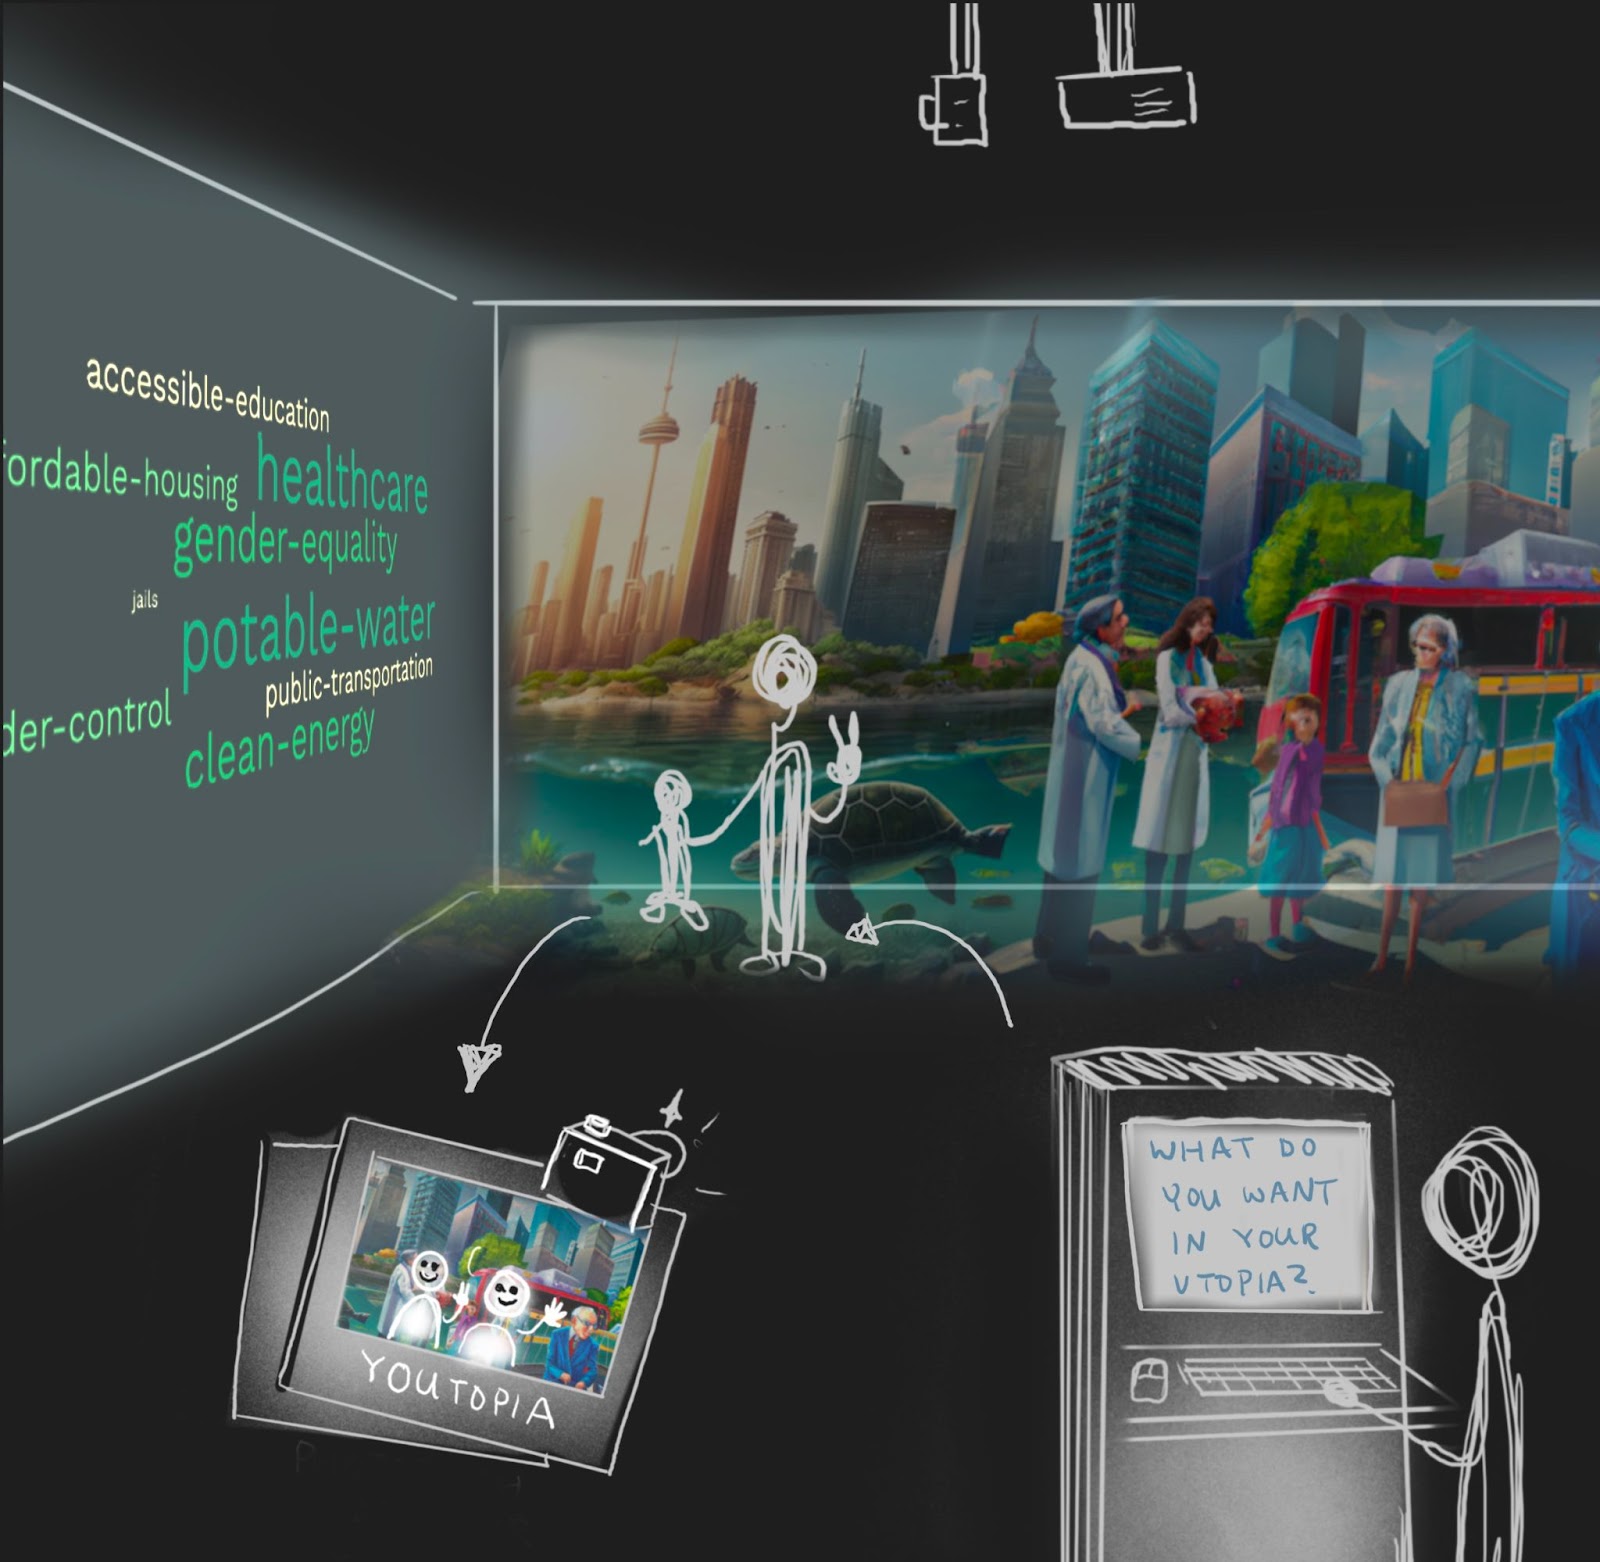 accessible-education
fordable-housing
healthcare
gender-equality
jails
potable-water
public-transportation
der-control
clean-energy
WHAT DO
YOU WANT
IN YOUR
UTOPIA?
YOUTOPIA